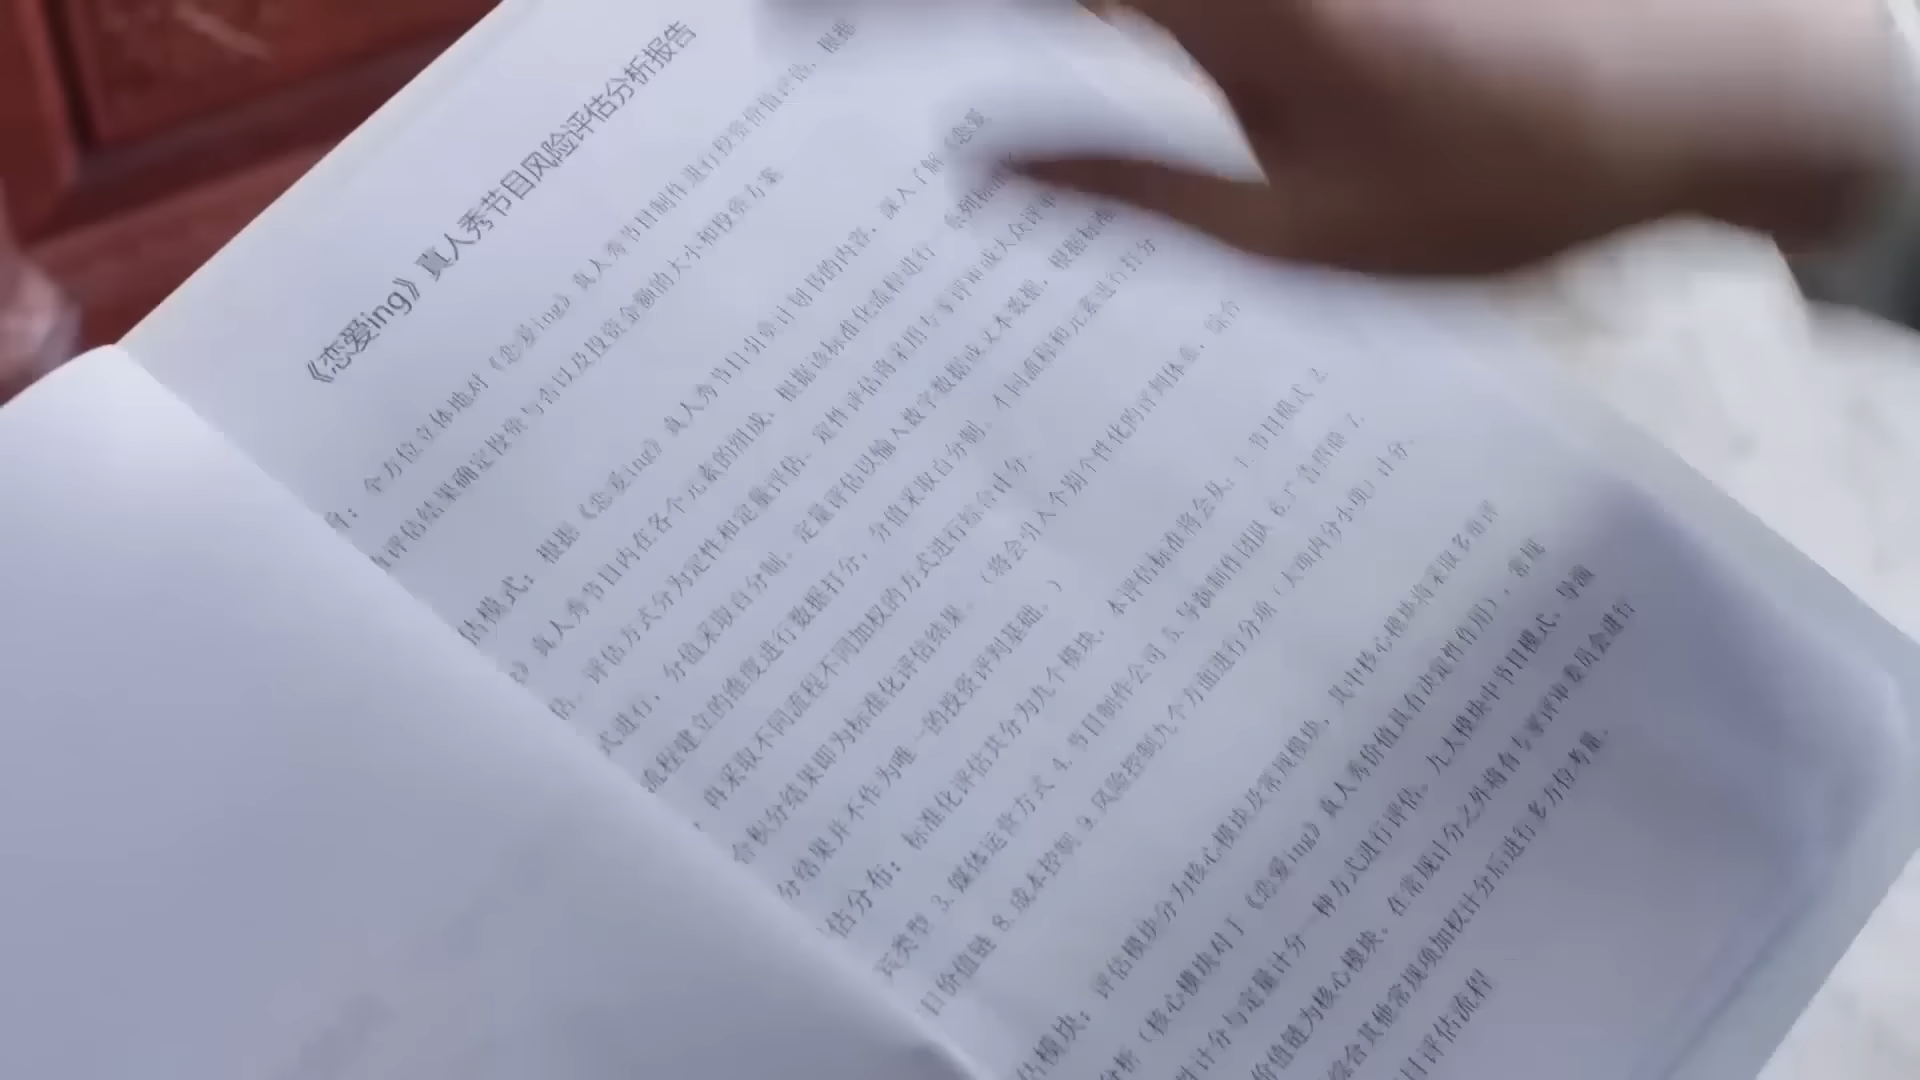 《恋爱ing》真人秀节目风险评估分析报告
全方位立体地对《恋爱ing》真人秀节目制作进行投资价值评估，根据
评估结果确定投资与否以及投资金额的大小和投资方案
估模式：根据《恋爱ing》真人秀节目引资计划书的内容，深入了解《恋爱
》真人秀节目内在各个元素的组成，根据该标准化流程进行一系列标准
估。评估方式分为定性和定量评估。定性评估将采用专家评审或大众评审
式进行，分值采取百分制。定量评估以输入数字数据或文本数据，根据标准
流程建立的维度进行数据打分，分值采取百分制。不同流程和元素进行打分
，再采取不同流程不同加权的方式进行综合计分。
合积分结果即为标准化评估结果。（将会引入个别个性化的评判体系，综合
分结果并不作为唯一的投资评判基础。）
估分布：标准化评估共分为九个模块。本评估标准将会从：1. 节目模式 2.
类型 3. 媒体运营方式 4. 节目制作公司 5. 导演制作团队 6. 广告招商 7.
目价值链 8. 成本控制 9. 风险控制九个方面进行分项（大项内分小项）计分.
估模块：评估模块分为核心模块及常规模块，其中核心模块将采取多重评
分析（核心模块对于《恋爱ing》真人秀价值具有决定性作用），常规
计分与定量计分一种方式进行评估。九大模块中节目模式、导演
价值链为核心模块。在常规计分之外将有专家评审委员会进行
综合其他常规项加权计分后进行多方位考量。
目评估流程